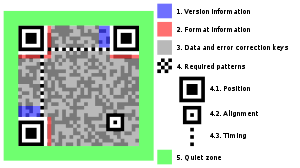 1. Version information
2. Format information
3. Data and error correction keys
4. Required patterns
4.1. Position
4.2. Alignment
4.3. Timing
5. Quiet zone